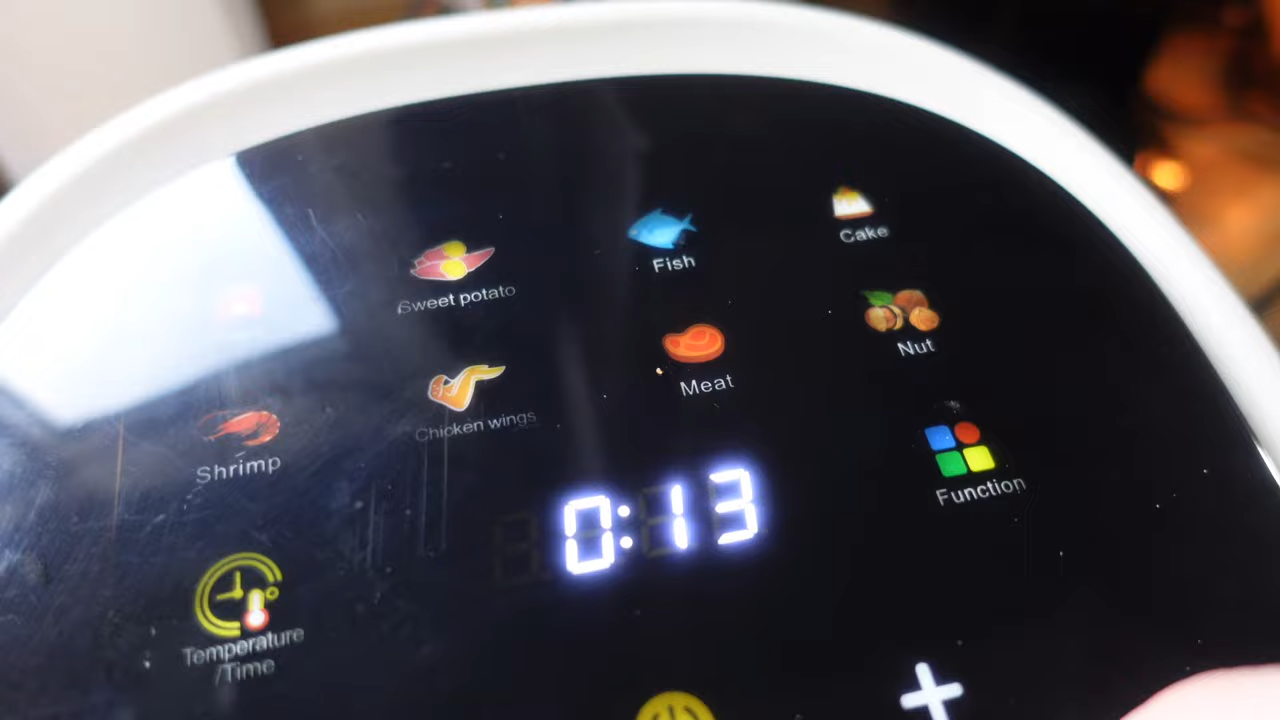 Cake
Fish
Sweet potato
Nut
Meat
Chicken wings
Shrimp
Function
0:13
Temperature
/Time
+